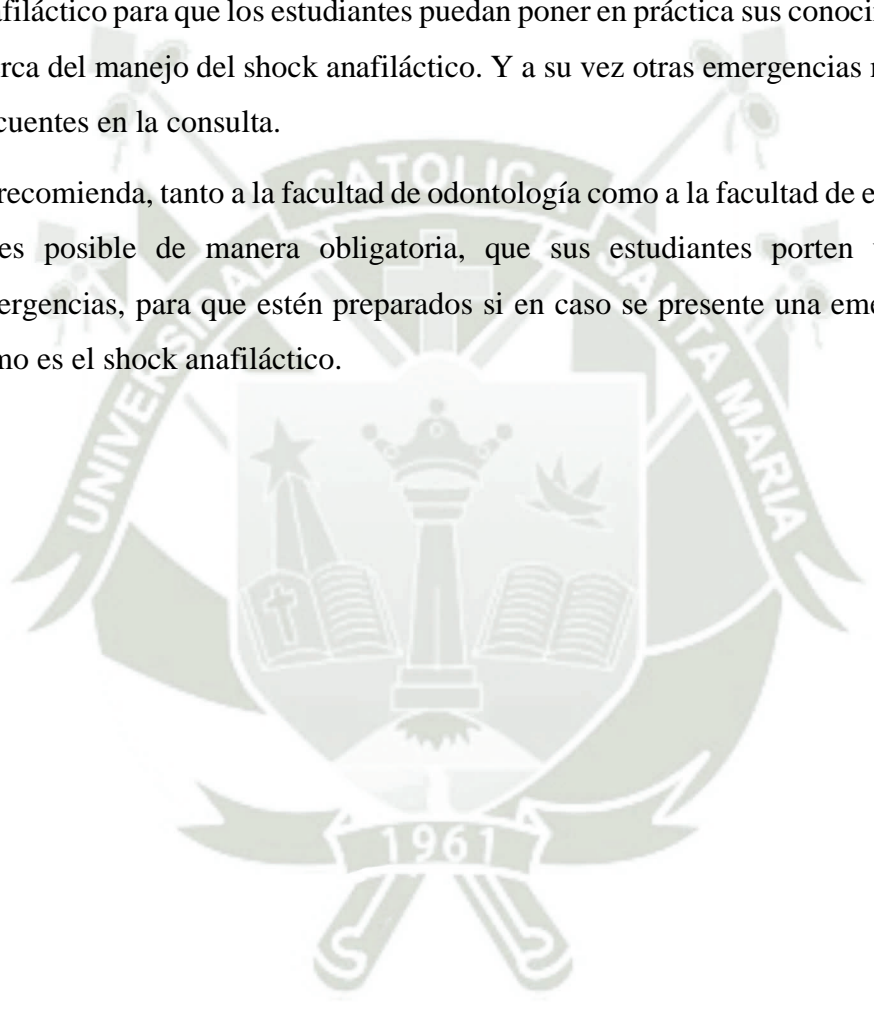 afiláctico para que los estudiantes puedan poner en práctica sus conoci
rca del manejo del shock anafiláctico. Y a su vez otras emergencias
cuentes en la consulta.
recomienda, tanto a la facultad de odontología como a la facultad de e
es posible de manera obligatoria, que sus estudiantes porten
ergencias, para que estén preparados si en caso se presente una eme
mo es el shock anafiláctico.
UNIVERSIDAD CATOLICA SANTA MARIA
1961